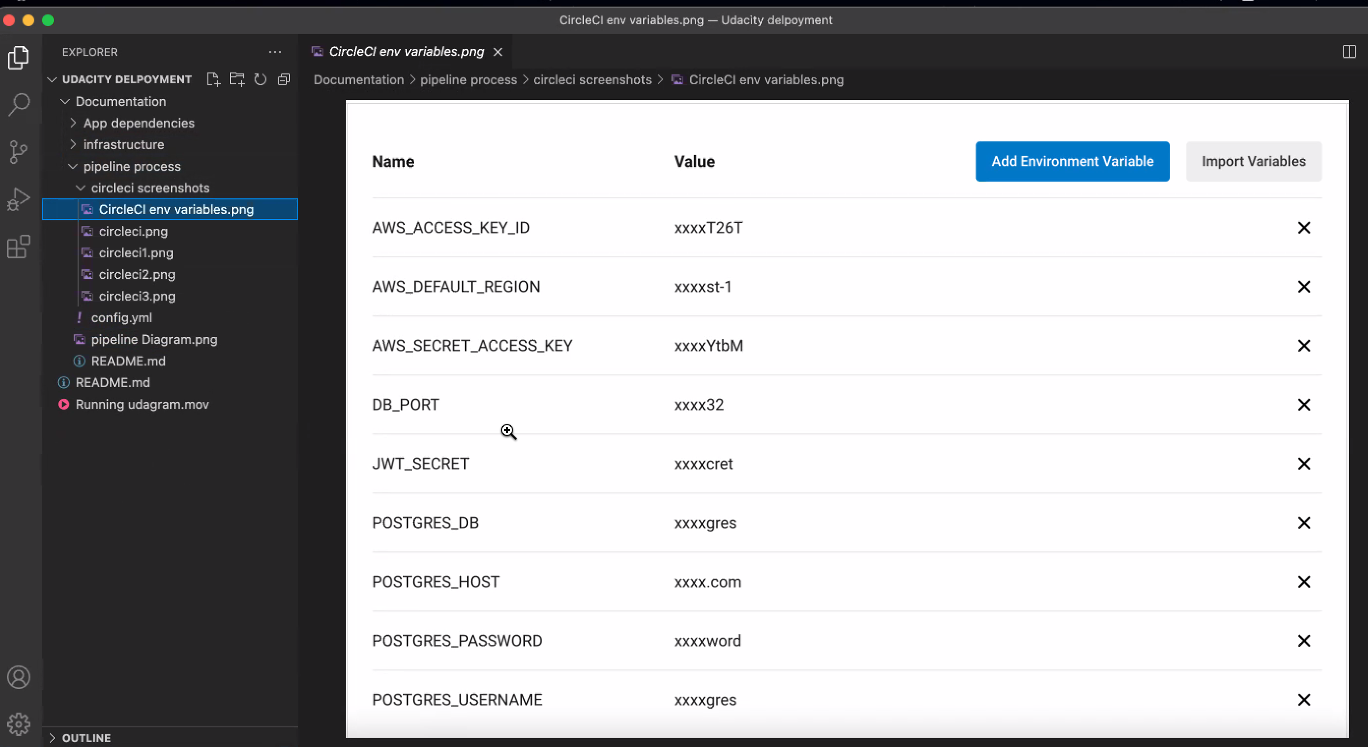 CircleCI env variables.png — Udacity delpoyment
EXPLORER
CircleCI env variables.png
UDACITY DELPOYMENT
Documentation > pipeline process > circleci screenshots > CircleCI env variables.png
Documentation
App dependencies
infrastructure
pipeline process
circleci screenshots
CircleCI env variables.png
circleci.png
circleci1.png
circleci2.png
circleci3.png
config.yml
pipeline Diagram.png
README.md
README.md
Running udagram.mov
OUTLINE
Name Value Add Environment Variable Import Variables
AWS_ACCESS_KEY_ID xxxxT26T
AWS_DEFAULT_REGION xxxxst-1
AWS_SECRET_ACCESS_KEY xxxxYtbM
DB_PORT xxxx32
JWT_SECRET xxxxcret
POSTGRES_DB xxxxgres
POSTGRES_HOST xxxx.com
POSTGRES_PASSWORD xxxxword
POSTGRES_USERNAME xxxxgres